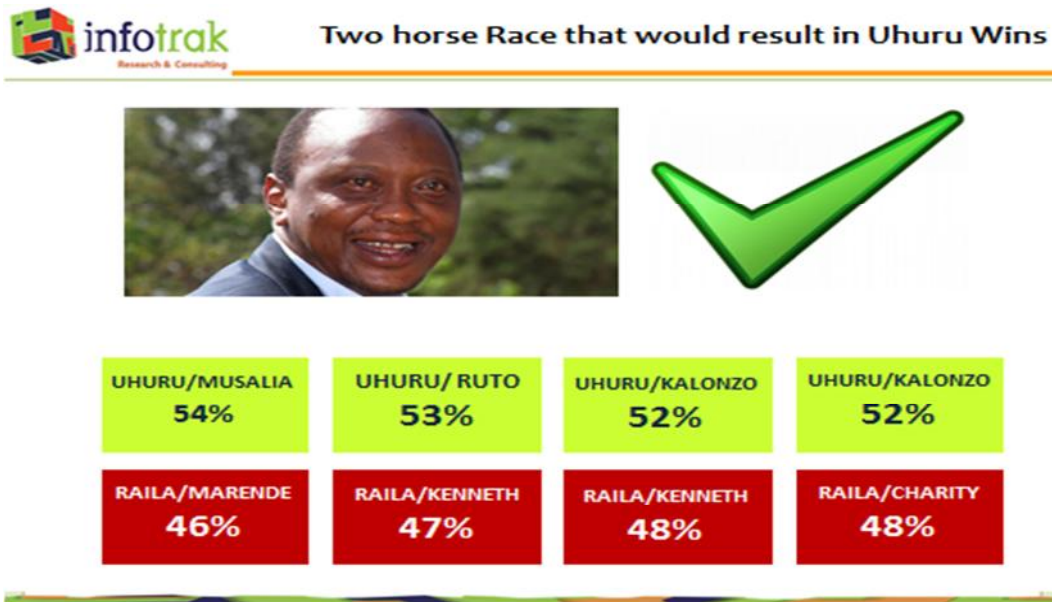 infotrak
Research & Consulting
Two horse Race that would result in Uhuru Wins
UHURU/MUSALIA
54%
UHURU/ RUTO
53%
UHURU/KALONZO
52%
UHURU/KALONZO
52%
RAILA/MARENDE
46%
RAILA/KENNETH
47%
RAILA/KENNETH
48%
RAILA/CHARITY
48%